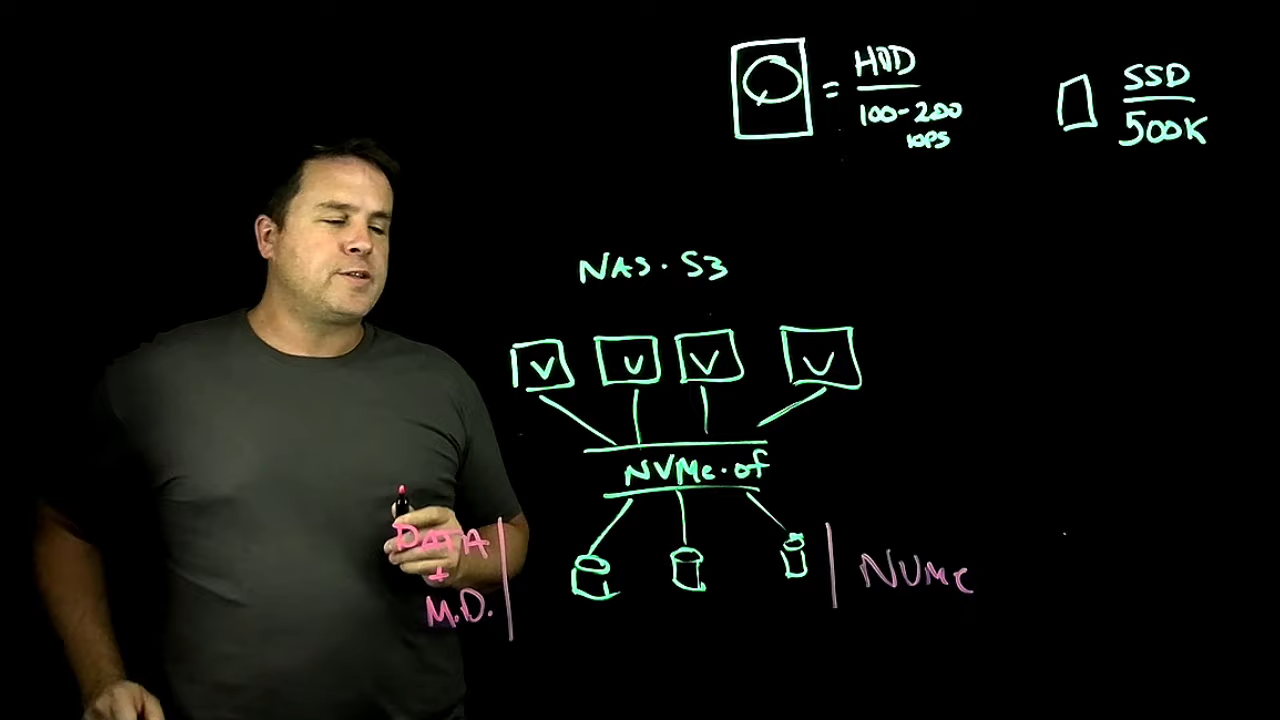 HDD
=
100-200
IOPS
SSD
500K
NAS · S3
V V V V
NVMe-of
DATA
+
M.D.
NVMe